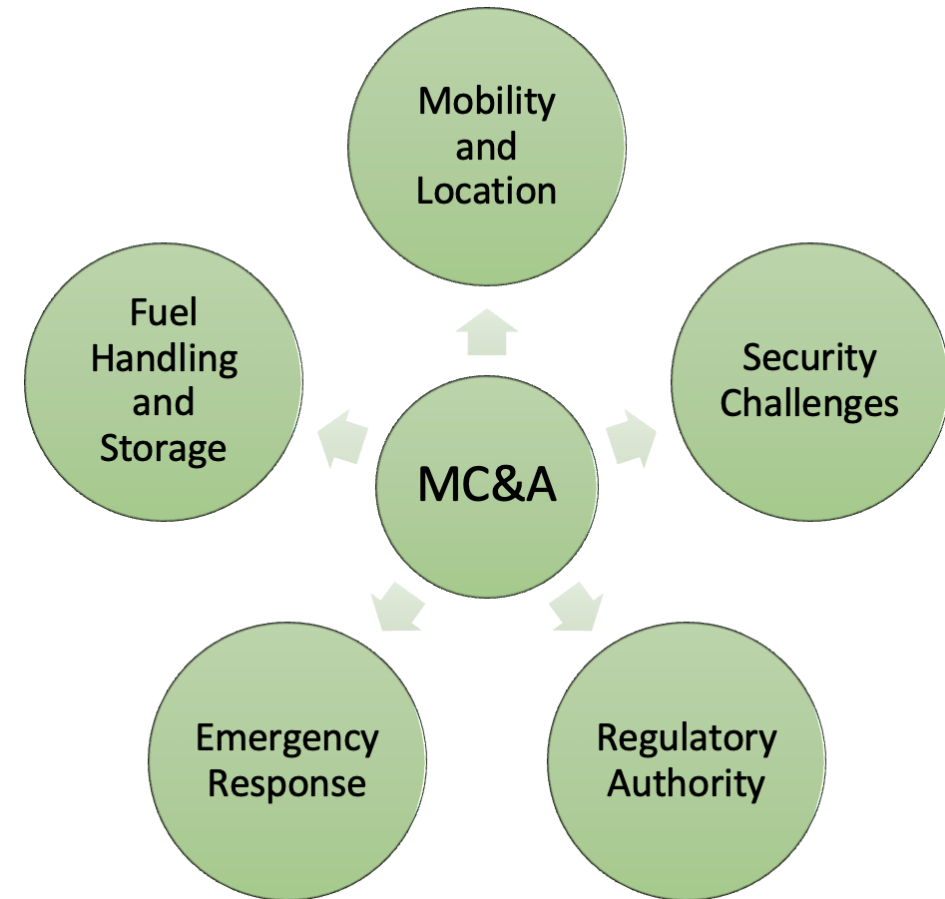 Mobility
and
Location
Fuel
Handling
and
Storage
Security
Challenges
MC&A
Emergency
Response
Regulatory
Authority